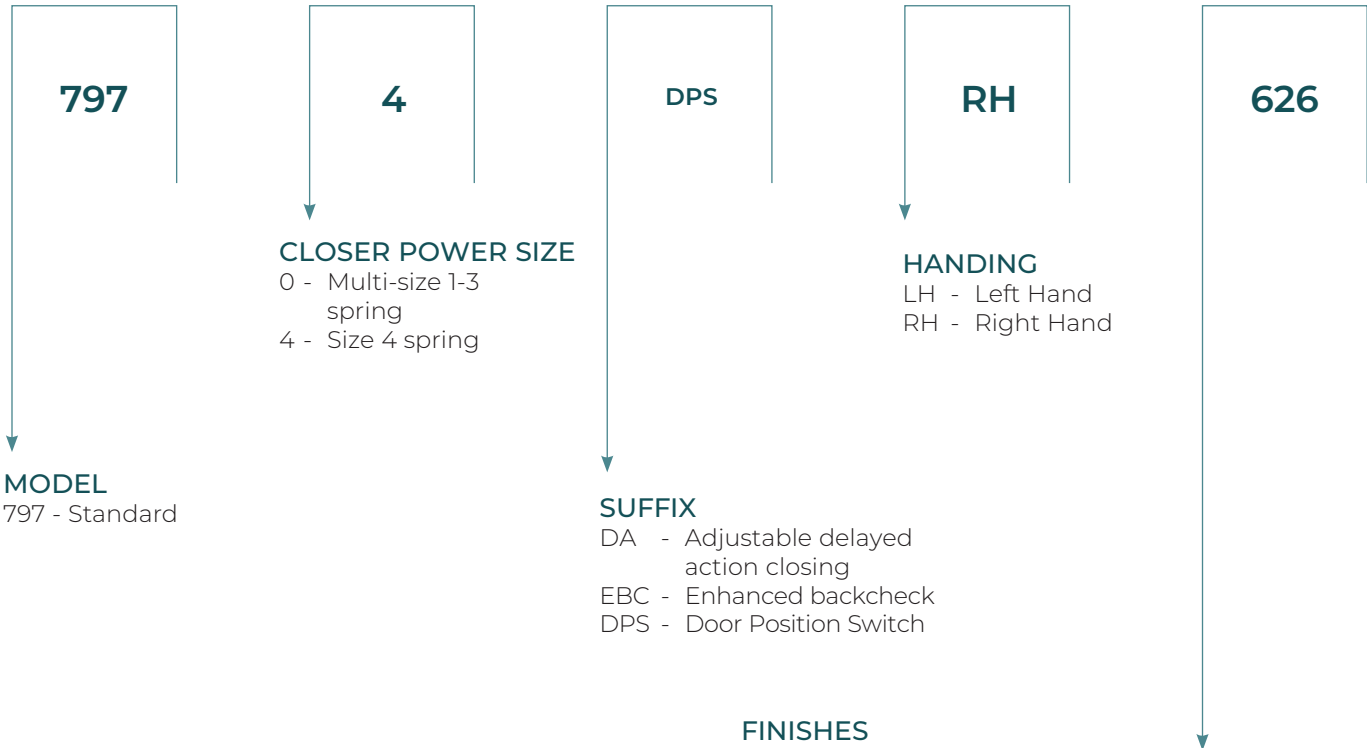 797 4 DPS RH 626
CLOSER POWER SIZE
0 - Multi-size 1-3
spring
4 - Size 4 spring
HANDING
LH - Left Hand
RH - Right Hand
MODEL
797 - Standard
SUFFIX
DA - Adjustable delayed
action closing
EBC - Enhanced backcheck
DPS - Door Position Switch
FINISHES